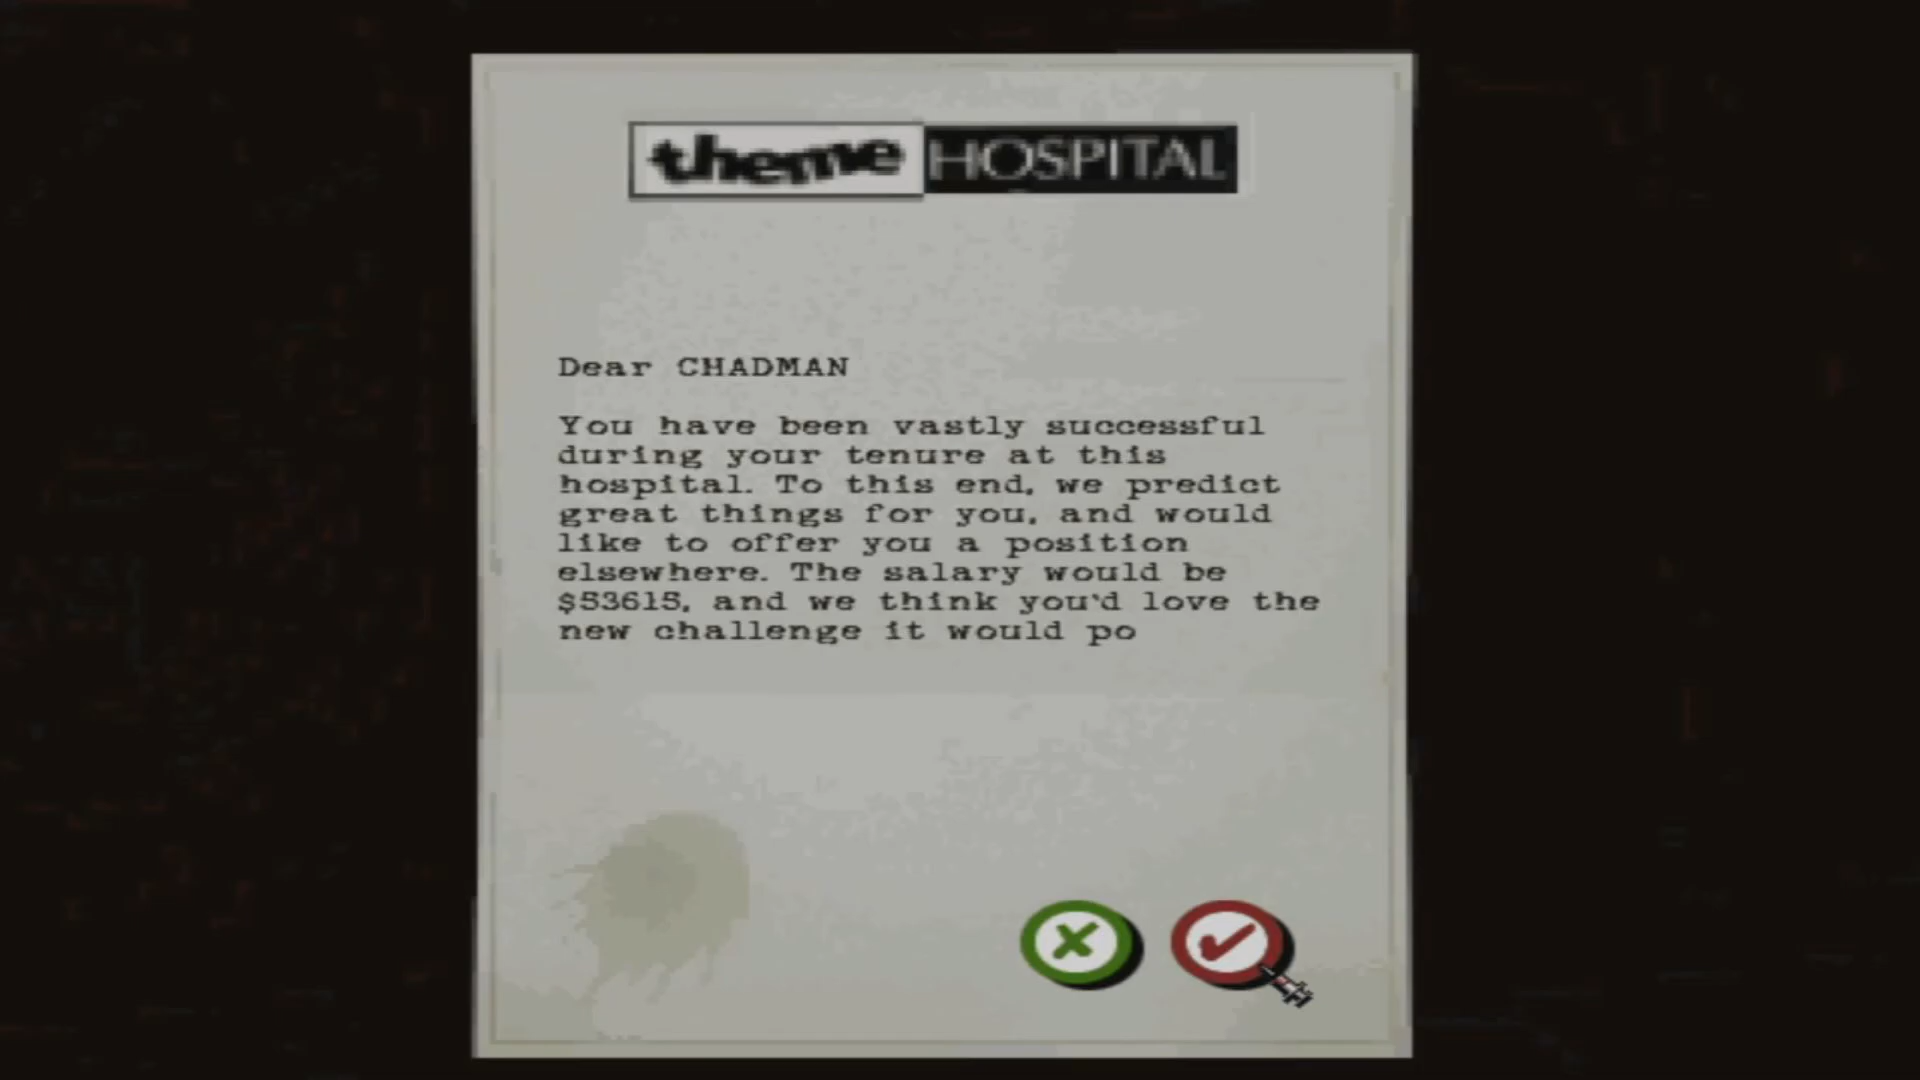 theme HOSPITAL
Dear CHADMAN
You have been vastly successful
during your tenure at this
hospital. To this end, we predict
great things for you, and would
like to offer you a position
elsewhere. The salary would be
$53615, and we think you'd love the
new challenge it would po